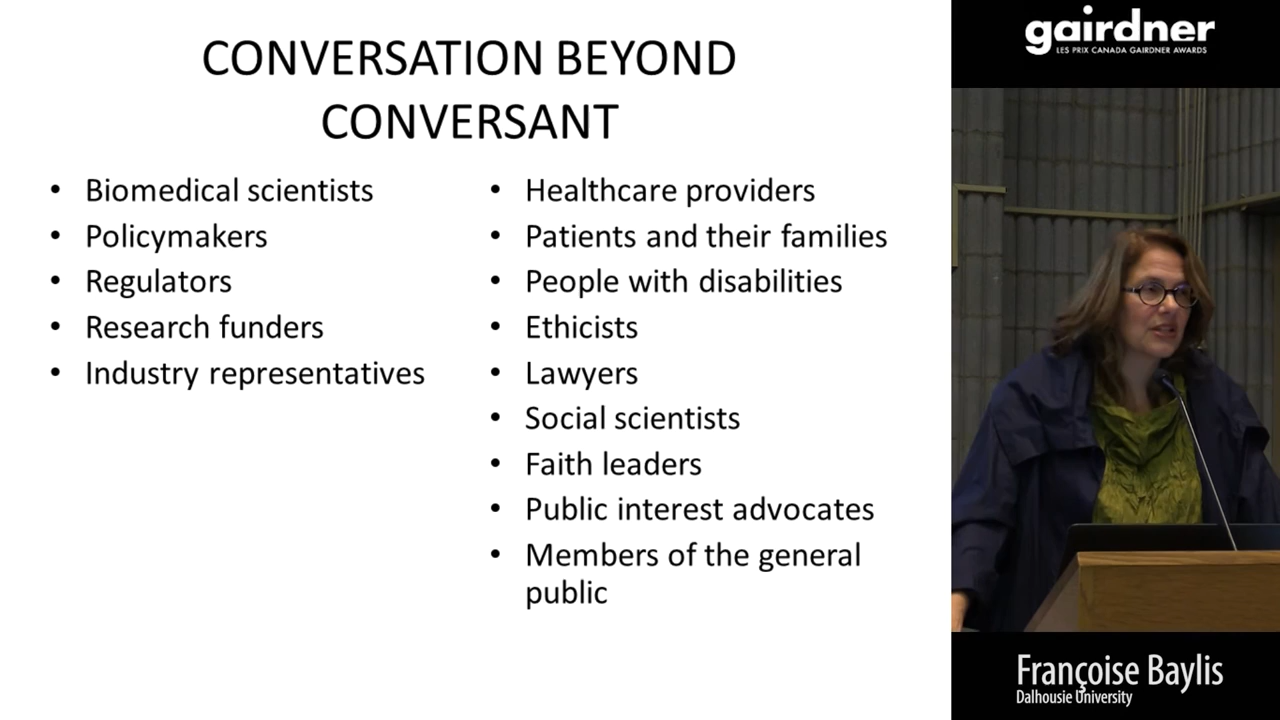 CONVERSATION BEYOND
CONVERSANT
• Biomedical scientists
• Policymakers
• Regulators
• Research funders
• Industry representatives
• Healthcare providers
• Patients and their families
• People with disabilities
• Ethicists
• Lawyers
• Social scientists
• Faith leaders
• Public interest advocates
• Members of the general
public
gairdner
LES PRIX CANADA GAIRDNER AWARDS
Françoise Baylis
Dalhousie University